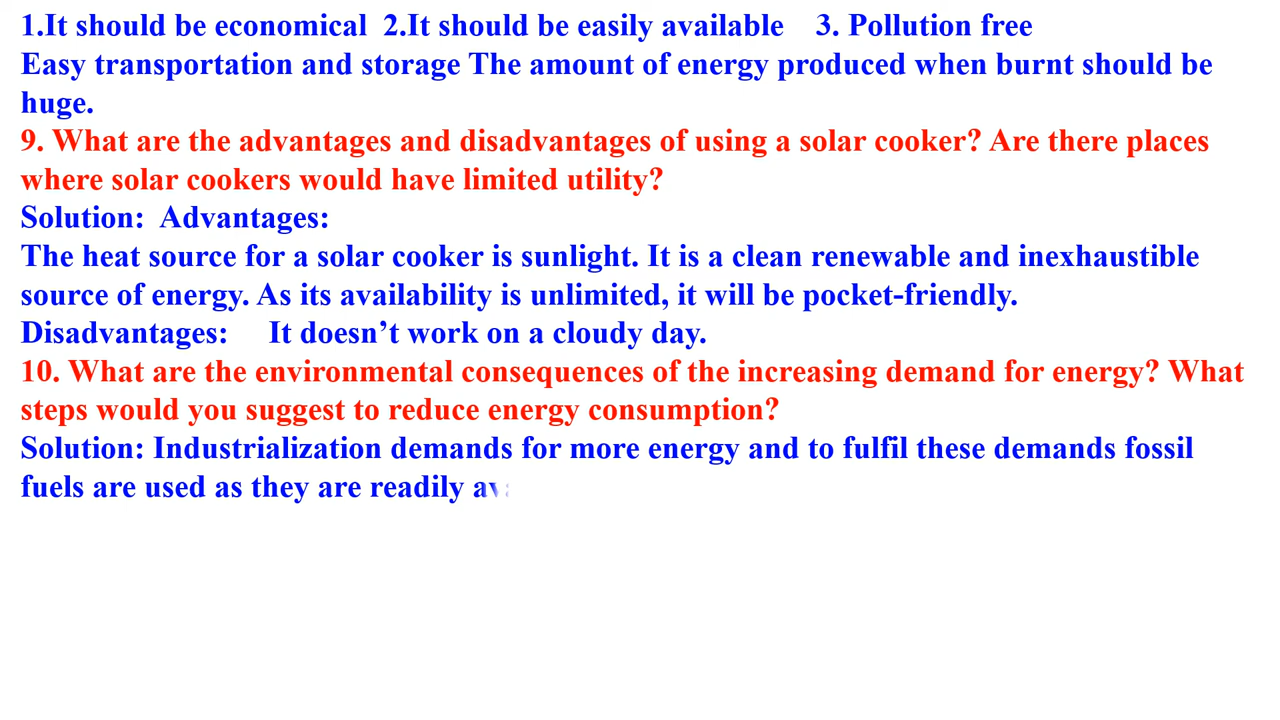 1.It should be economical 2.It should be easily available 3. Pollution free
Easy transportation and storage The amount of energy produced when burnt should be
huge.
9. What are the advantages and disadvantages of using a solar cooker? Are there places
where solar cookers would have limited utility?
Solution: Advantages:
The heat source for a solar cooker is sunlight. It is a clean renewable and inexhaustible
source of energy. As its availability is unlimited, it will be pocket-friendly.
Disadvantages: It doesn’t work on a cloudy day.
10. What are the environmental consequences of the increasing demand for energy? What
steps would you suggest to reduce energy consumption?
Solution: Industrialization demands for more energy and to fulfil these demands fossil
fuels are used as they are readily